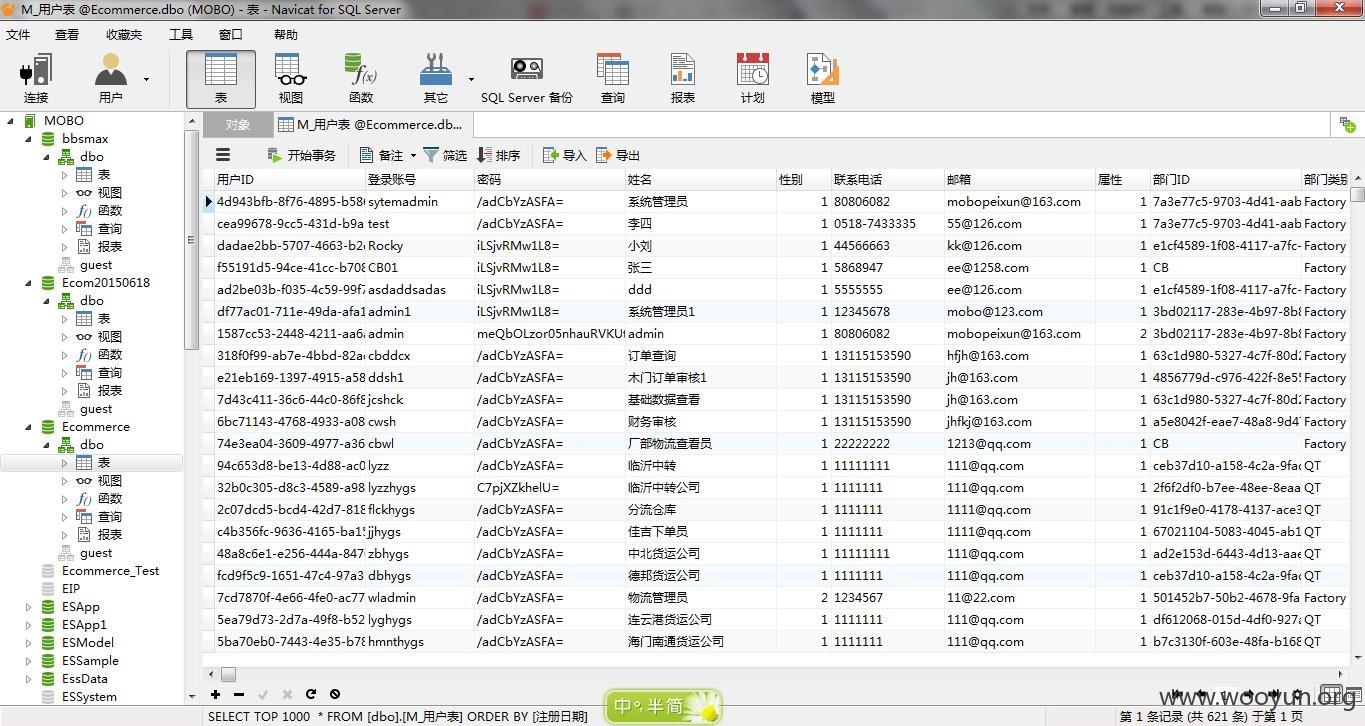 M_用户表 @Ecommerce.dbo (MOBO) - 表 - Navicat for SQL Server
文件 查看 收藏夹 工具 窗口 帮助
连接 用户 表 视图 函数 其它 SQL Server 备份 查询 报表 计划 模型
对象 M_用户表 @Ecommerce.db...
开始事务 备注 筛选 排序 导入 导出
MOBO
bbsmax
dbo
表
视图
函数
查询
报表
guest
Ecom20150618
dbo
表
视图
函数
查询
报表
guest
Ecommerce
dbo
表
视图
函数
查询
报表
guest
Ecommerce_Test
EIP
ESApp
ESApp1
ESModel
ESSample
EssData
ESSystem
用户ID 登录账号 密码 姓名 性别 联系电话 邮箱 属性 部门ID 部门类别
4d943bfb-8f76-4895-b58 sytemadmin /adCbYzASFA= 系统管理员 1 80806082 mobopeixun@163.com 1 7a3e77c5-9703-4d41-aab Factory
cea99678-9cc5-431d-b9a test /adCbYzASFA= 李四 1 0518-7433335 55@126.com 1 7a3e77c5-9703-4d41-aab Factory
dadae2bb-5707-4663-b2 Rocky iLSjvRMw1L8= 小刘 1 44566663 kk@126.com 1 e1cf4589-1f08-4117-a7fc- Factory
f55191d5-94ce-41cc-b708 CB01 iLSjvRMw1L8= 张三 1 5868947 ee@1258.com 1 CB Factory
ad2be03b-f035-4c59-99f asdaddsadas iLSjvRMw1L8= ddd 1 5555555 ee@126.com 1 e1cf4589-1f08-4117-a7fc- Factory
df77ac01-711e-49da-afa1 admin1 iLSjvRMw1L8= 系统管理员1 1 12345678 mobo@123.com 1 3bd02117-283e-4b97-8b8 Factory
1587cc53-2448-4211-aa6 admin meQbOLzor05nhauRVKUt admin 1 80806082 mobopeixun@163.com 2 3bd02117-283e-4b97-8b8 Factory
318f0f99-ab7e-4bbd-82a cbddcx /adCbYzASFA= 订单查询 1 13115153590 hfjh@163.com 1 63c1d980-5327-4c7f-80d2 Factory
e21eb169-1397-4915-a58 ddsh1 /adCbYzASFA= 木门订单审核1 1 13115153590 jh@163.com 1 4856779d-c976-422f-8e5 Factory
7d43c411-36c6-44c0-86f8 jcshck /adCbYzASFA= 基础数据查看 1 13115153590 jh@163.com 1 63c1d980-5327-4c7f-80d2 Factory
6bc71143-4768-4933-a08 cwsh /adCbYzASFA= 财务审核 1 13115153590 jhfkj@163.com 1 a5e8042f-eae7-48a8-9d4 Factory
74e3ea04-3609-4977-a36 cbwl /adCbYzASFA= 厂部物流查看员 1 22222222 1213@qq.com 1 CB Factory
94c653d8-be13-4d88-ac0 lyzz /adCbYzASFA= 临沂中转 1 11111111 111@qq.com 1 ceb37d10-a158-4c2a-9fac QT
32b0c305-d8c3-4589-a98 lyzzhygs C7pjXZkhelU= 临沂中转公司 1 1111111 111@qq.com 1 2f6f2df0-b7ee-48ee-8eaa QT
2c07dcd5-bcd4-42d7-818 flckhygs /adCbYzASFA= 分流仓库 1 1111111 111@qq.com 1 91c1f9e0-4178-4137-ace3 QT
c4b356fc-9636-4165-ba1 jjhygs /adCbYzASFA= 佳吉下单员 1 1111111 1111@qq.com 1 67021104-5083-4045-ab1 QT
48a8c6e1-e256-444a-847 zbhygs /adCbYzASFA= 中北货运公司 1 11111111 111@qq.com 1 ad2e153d-6443-4d13-aae QT
fcd9f5c9-1651-47c4-97a3 dbhygs /adCbYzASFA= 德邦货运公司 1 1111111 111@qq.com 1 ceb37d10-a158-4c2a-9fac QT
7cd7870f-4e66-4fe0-ac77 wladmin /adCbYzASFA= 物流管理员 2 1234567 11@22.com 1 501452b7-50b2-4678-9fa Factory
5ea79d73-2d7a-49f8-b52 lyghygs /adCbYzASFA= 连云港货运公司 1 1111111 111@qq.com 1 df612068-015d-4df0-927 QT
5ba70eb0-7443-4e35-b78 hmnthygs /adCbYzASFA= 海门南通货运公司 1 1111111 111@qq.com 1 b7c3130f-603e-48fa-b168 QT
SELECT TOP 1000 * FROM [dbo].[M_用户表] ORDER BY [注册日期]
中 半 简
第 1 条记录 (共 621 条) 于第 1 页
www.wooyun.org